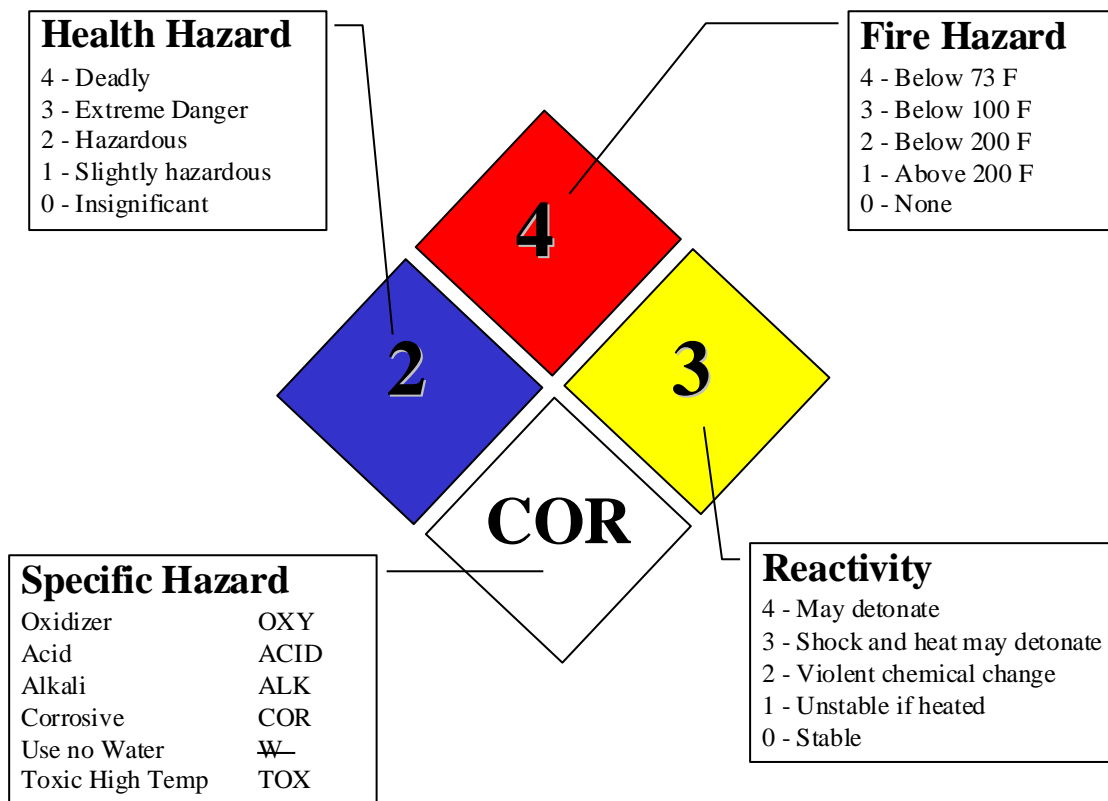 Health Hazard
4 - Deadly
3 - Extreme Danger
2 - Hazardous
1 - Slightly hazardous
0 - Insignificant
Fire Hazard
4 - Below 73 F
3 - Below 100 F
2 - Below 200 F
1 - Above 200 F
0 - None
4
2
3
COR
Specific Hazard
Oxidizer OXY
Acid ACID
Alkali ALK
Corrosive COR
Use no Water W
Toxic High Temp TOX
Reactivity
4 - May detonate
3 - Shock and heat may detonate
2 - Violent chemical change
1 - Unstable if heated
0 - Stable